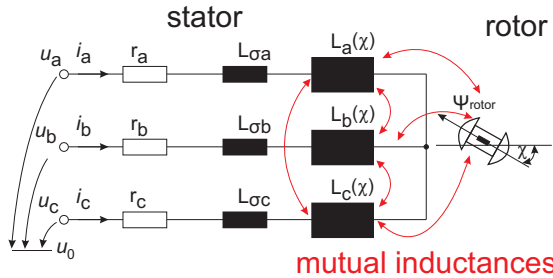 stator
rotor
u_a i_a r_a L_σa L_a(χ)
Ψ_rotor
u_b i_b r_b L_σb L_b(χ)
χ
u_c i_c r_c L_σc L_c(χ)
u_0
mutual inductances